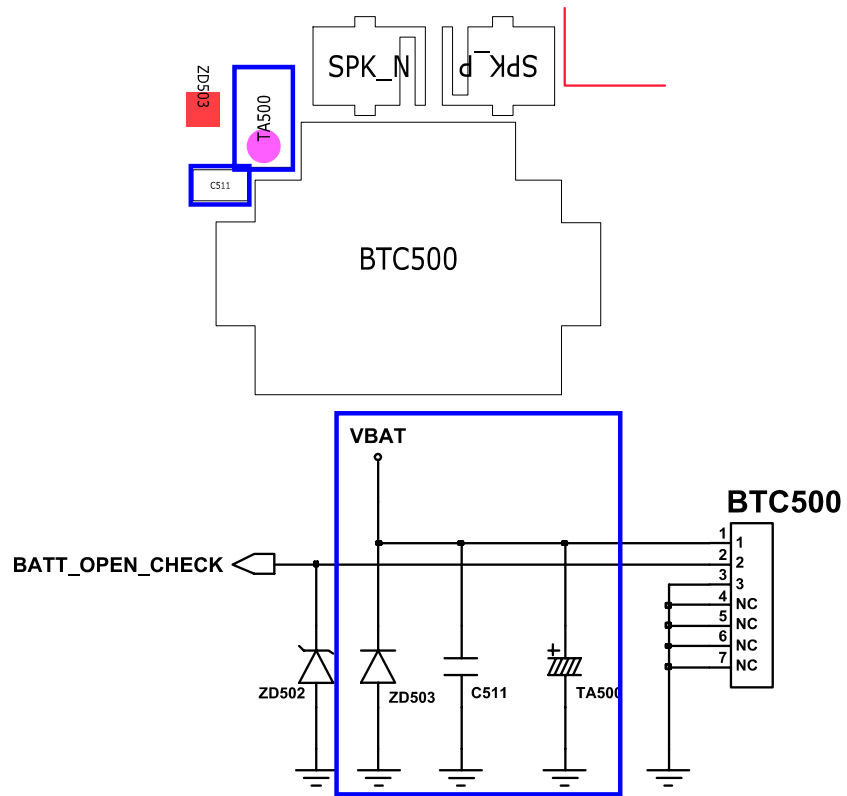 SPK_N
SPK_P
ZD503
TA500
C511
BTC500
VBAT
BTC500
1 1
BATT_OPEN_CHECK
2 2
3 3
4 NC
5 NC
6 NC
7 NC
+
ZD502
ZD503
C511
TA500